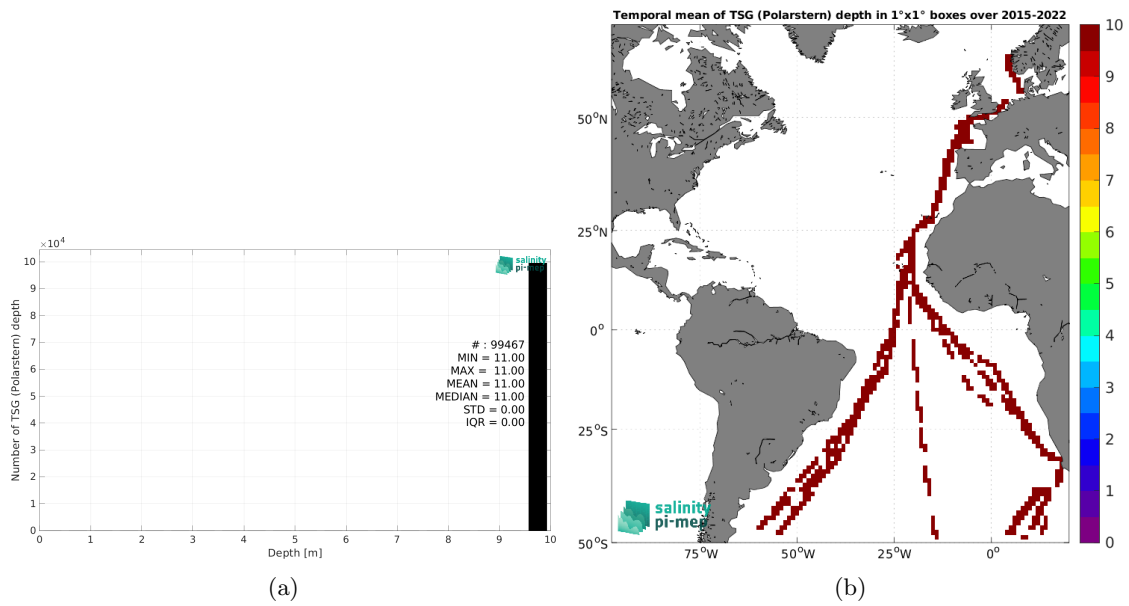 ×10⁴
10
9
8
7
6
5
4
3
2
1
0
Number of TSG (Polarstern) depth
salinity
pi-mep
# : 99467
MIN = 11.00
MAX = 11.00
MEAN = 11.00
MEDIAN = 11.00
STD = 0.00
IQR = 0.00
0 1 2 3 4 5 6 7 8 9 10
Depth [m]
(a)
Temporal mean of TSG (Polarstern) depth in 1°x1° boxes over 2015-2022
50°N
25°N
0°
25°S
50°S
salinity
pi-mep
75°W 50°W 25°W 0°
10
9
8
7
6
5
4
3
2
1
0
(b)